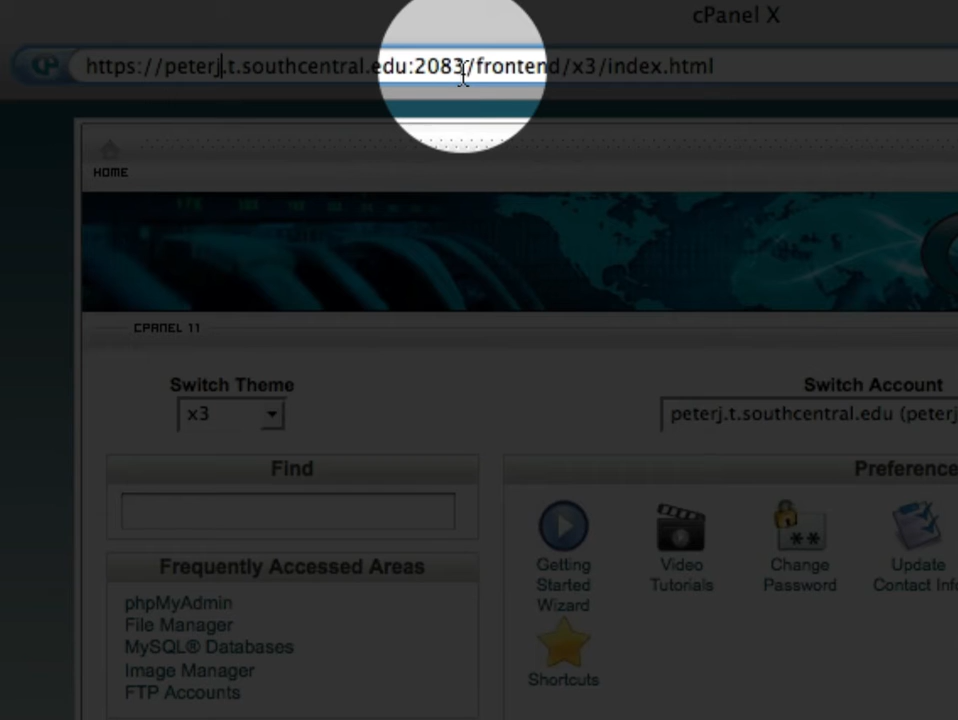 cPanel X
https://peterj.t.southcentral.edu:2083/frontend/x3/index.html
HOME
CPANEL 11
Switch Theme
Switch Account
x3
peterj.t.southcentral.edu (peterj
Find
Preference
Getting Started Wizard
Video Tutorials
Change Password
Update Contact Info
Shortcuts
Frequently Accessed Areas
phpMyAdmin
File Manager
MySQL® Databases
Image Manager
FTP Accounts